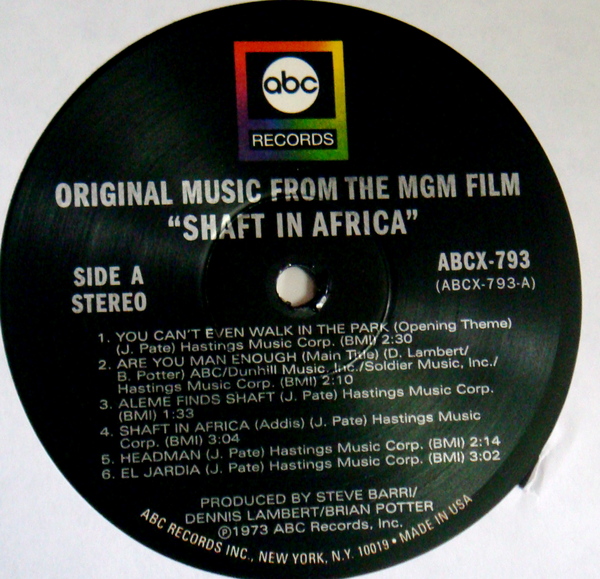 abc
RECORDS
ORIGINAL MUSIC FROM THE MGM FILM
"SHAFT IN AFRICA"
SIDE A
STEREO
ABCX-793
(ABCX-793-A)
1. YOU CAN'T EVEN WALK IN THE PARK (Opening Theme)
(J. Pate) Hastings Music Corp. (BMI) 2:30
2. ARE YOU MAN ENOUGH (Main Title) (D. Lambert/
B. Potter) ABC/Dunhill Music, Inc./Soldier Music, Inc./
Hastings Music Corp. (BMI) 2:10
3. ALEME FINDS SHAFT (J. Pate) Hastings Music Corp.
(BMI) 1:33
4. SHAFT IN AFRICA (Addis) (J. Pate) Hastings Music
Corp. (BMI) 3:04
5. HEADMAN (J. Pate) Hastings Music Corp. (BMI) 2:14
6. EL JARDIA (J. Pate) Hastings Music Corp. (BMI) 3:02
PRODUCED BY STEVE BARRI/
DENNIS LAMBERT/BRIAN POTTER
℗1973 ABC Records, Inc.
ABC RECORDS INC., NEW YORK, N.Y. 10019 • MADE IN USA